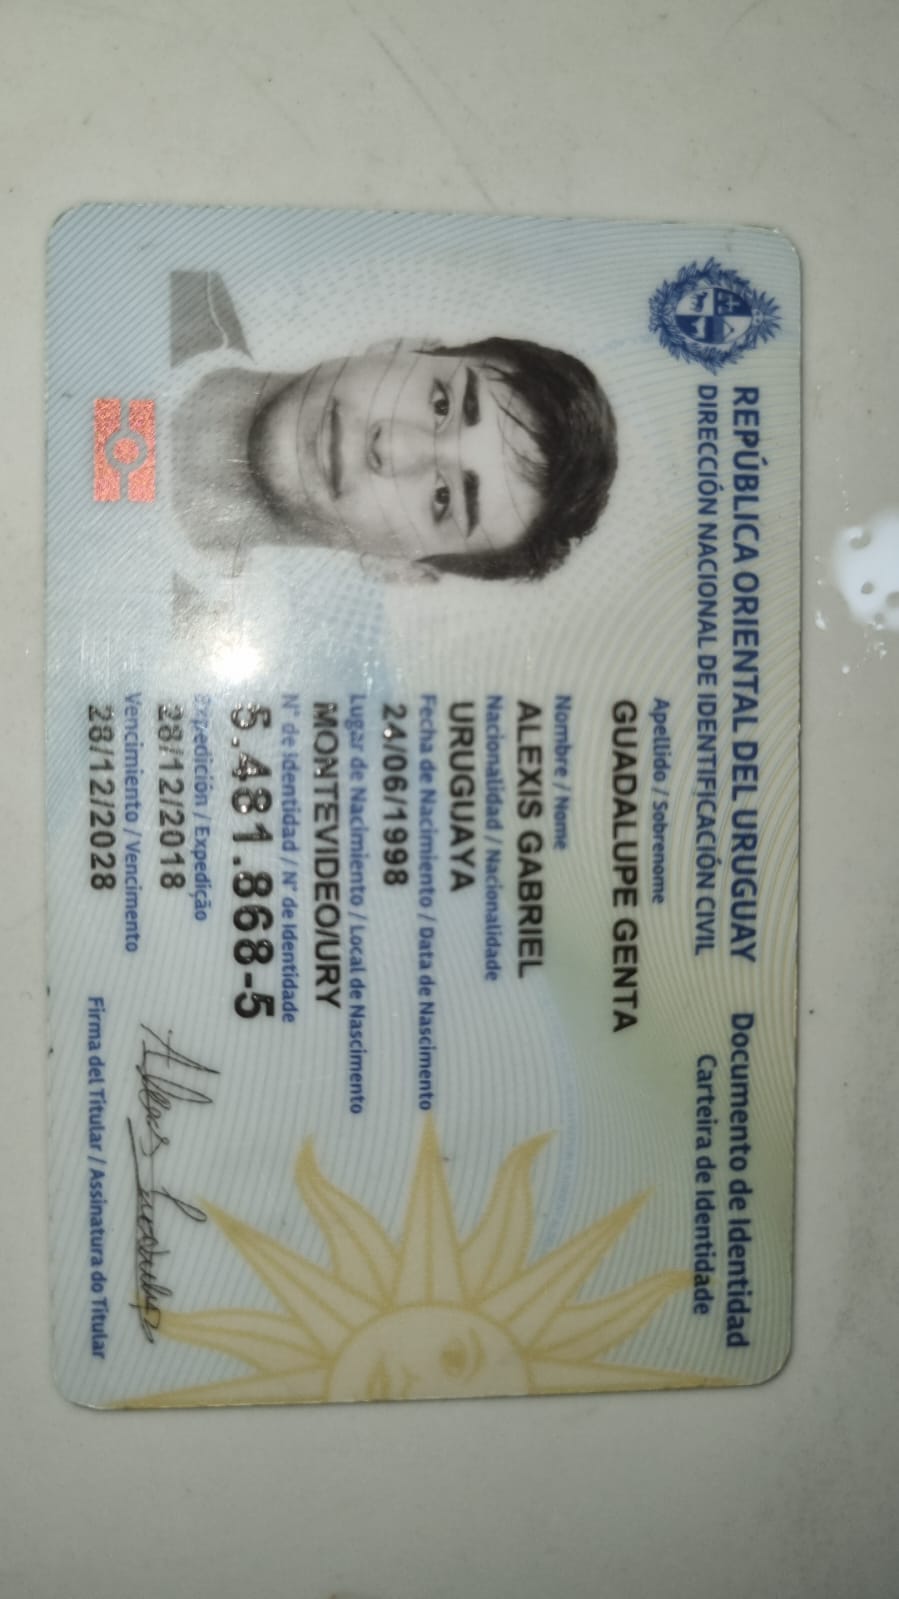 REPÚBLICA ORIENTAL DEL URUGUAY
Documento de Identidad
DIRECCIÓN NACIONAL DE IDENTIFICACIÓN CIVIL
Carteira de Identidade
Apellido / Sobrenome
GUADALUPE GENTA
Nombre / Nome
ALEXIS GABRIEL
Nacionalidad / Nacionalidade
URUGUAYA
Fecha de Nacimiento / Data de Nascimento
24/06/1998
Lugar de Nacimiento / Local de Nascimento
MONTEVIDEO/URY
N° de Identidad / N° de Identidade
5.481.868-5
Expedición / Expedição
28/12/2018
Vencimiento / Vencimento
28/12/2028
Firma del Titular / Assinatura do Titular